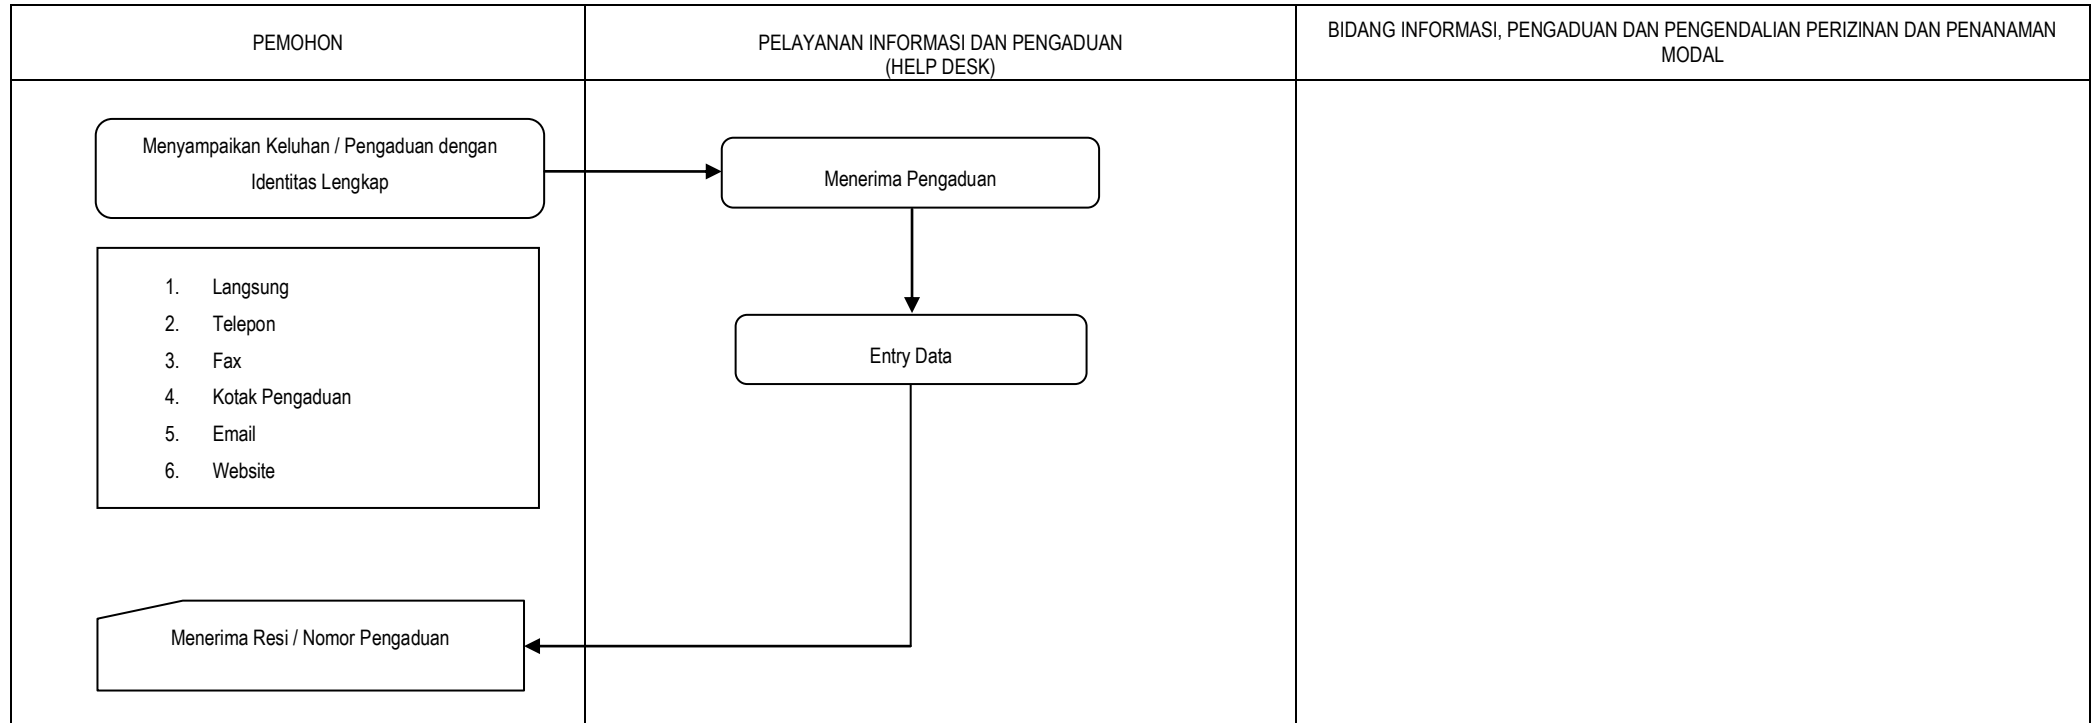 PEMOHON
PELAYANAN INFORMASI DAN PENGADUAN
(HELP DESK)
BIDANG INFORMASI, PENGADUAN DAN PENGENDALIAN PERIZINAN DAN PENANAMAN
MODAL
Menyampaikan Keluhan / Pengaduan dengan
Identitas Lengkap
Menerima Pengaduan
1. Langsung
2. Telepon
3. Fax
4. Kotak Pengaduan
5. Email
6. Website
Entry Data
Menerima Resi / Nomor Pengaduan